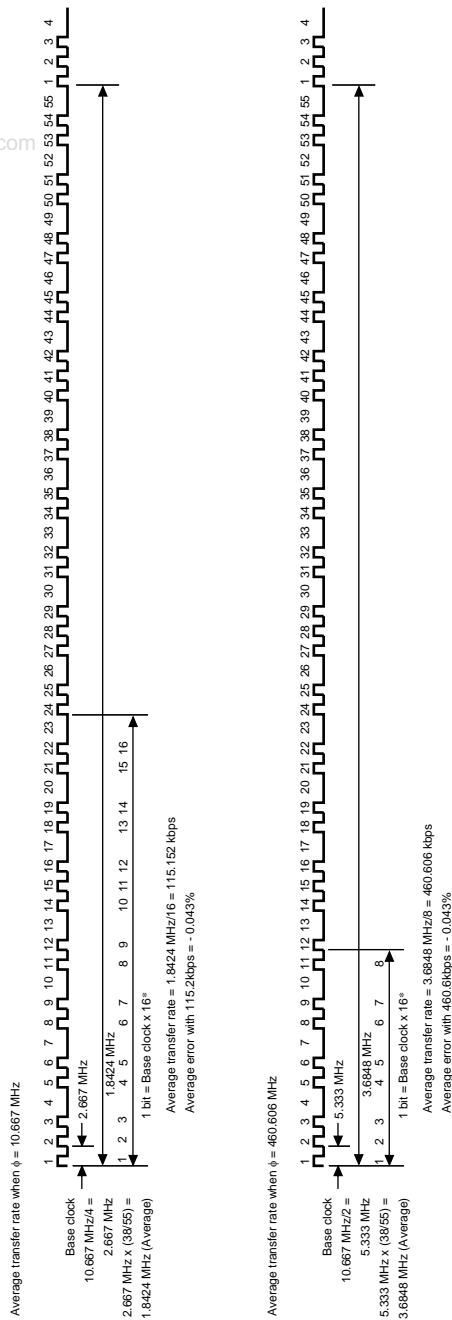 com
Average transfer rate when ϕ = 10.667 MHz
1 2 3 4 5 6 7 8 9 10 11 12 13 14 15 16 17 18 19 20 21 22 23 24 25 26 27 28 29 30 31 32 33 34 35 36 37 38 39 40 41 42 43 44 45 46 47 48 49 50 51 52 53 54 55 1 2 3 4
Base clock
10.667 MHz/4 =
2.667 MHz
2.667 MHz
1.8424 MHz
2.667 MHz x (38/55) =
1.8424 MHz (Average)
1 2 3 4 5 6 7 8 9 10 11 12 13 14 15 16
1 bit = Base clock x 16*
Average transfer rate = 1.8424 MHz/16 = 115.152 kbps
Average error with 115.2kbps = - 0.043%
Average transfer rate when ϕ = 460.606 MHz
1 2 3 4 5 6 7 8 9 10 11 12 13 14 15 16 17 18 19 20 21 22 23 24 25 26 27 28 29 30 31 32 33 34 35 36 37 38 39 40 41 42 43 44 45 46 47 48 49 50 51 52 53 54 55 1 2 3 4
Base clock
10.667 MHz/2 =
5.333 MHz
5.333 MHz
3.6848 MHz
5.333 MHz x (38/55) =
3.6848 MHz (Average)
1 2 3 4 5 6 7 8
1 bit = Base clock x 16*
Average transfer rate = 3.6848 MHz/8 = 460.606 kbps
Average error with 460.6kbps = - 0.043%